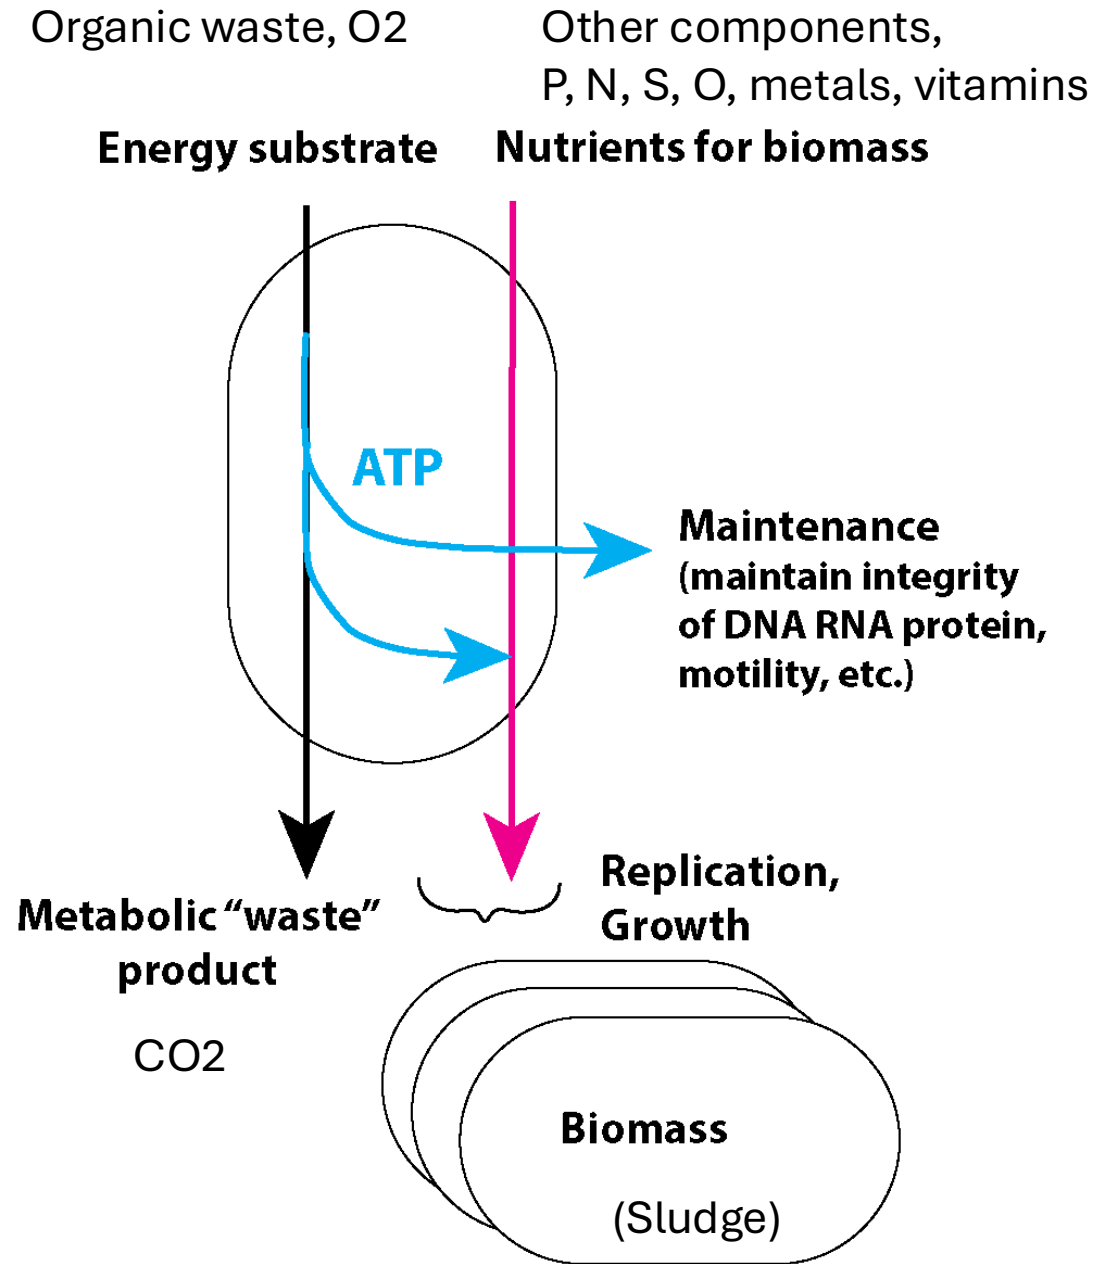 Organic waste, O2
Other components,
P, N, S, O, metals, vitamins
Energy substrate
Nutrients for biomass
ATP
Maintenance
(maintain integrity
of DNA RNA protein,
motility, etc.)
Replication,
Growth
Metabolic “waste”
product
CO2
Biomass
(Sludge)